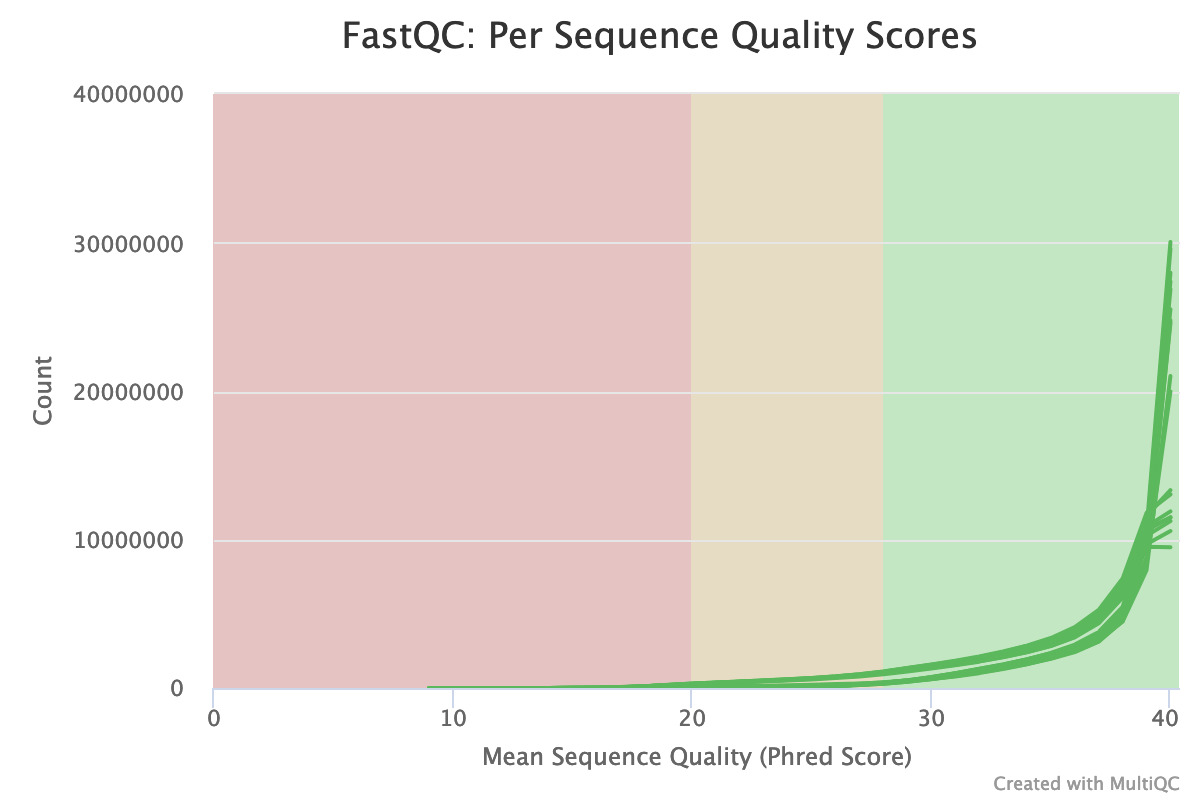 FastQC: Per Sequence Quality Scores
40000000
30000000
20000000
10000000
0
Count
0 10 20 30 40
Mean Sequence Quality (Phred Score)
Created with MultiQC